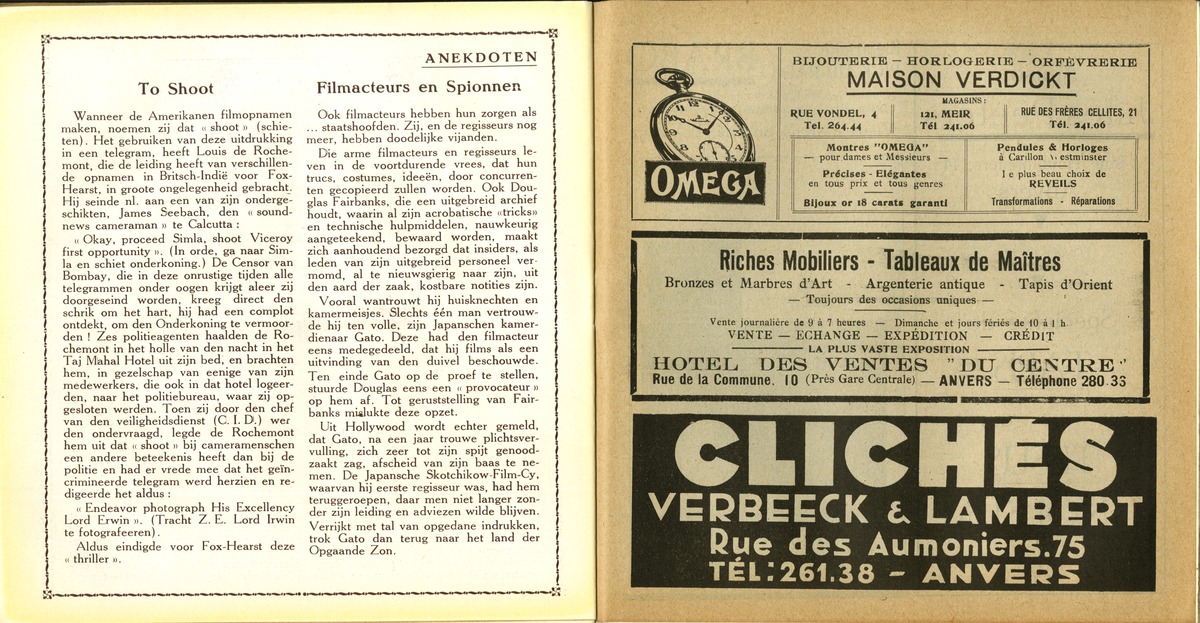 ANEKDOTEN
To Shoot
Wanneer de Amerikanen filmopnamen
maken, noemen zij dat « shoot » (schie-
ten). Het gebruiken van deze uitdrukking
in een telegram, heeft Louis de Roche-
mont, die de leiding heeft van verschillen-
de opnamen in Britsch-Indië voor Fox-
Hearst, in groote ongelegenheid gebracht.
Hij seinde nl. aan een van zijn onderge-
schikten, James Seebach, den « sound-
news cameraman » te Calcutta :
« Okay, proceed Simla, shoot Viceroy
first opportunity ». (In orde, ga naar Sim-
la en schiet onderkoning.) De Censor van
Bombay, die in deze onrustige tijden alle
telegrammen onder oogen krijgt aleer zij
doorgeseind worden, kreeg direct den
schrik om het hart, hij had een complot
ontdekt, om den Onderkoning te vermoor-
den ! Zes politieagenten haalden de Ro-
chemont in het holle van den nacht in het
Taj Mahal Hotel uit zijn bed, en brachten
hem, in gezelschap van eenige van zijn
medewerkers, die ook in dat hotel logeer-
den, naar het politiebureau, waar zij op-
gesloten werden. Toen zij door den chef
van den veiligheidsdienst (C. I. D.) wer
den ondervraagd, legde de Rochemont
hem uit dat « shoot » bij cameramenschen
een andere beteekenis heeft dan bij de
politie en had er vrede mee dat het geïn-
crimineerde telegram werd herzien en re-
digeerde het aldus :
« Endeavor photograph His Excellency
Lord Erwin ». (Tracht Z. E. Lord Irwin
te fotografeeren).
Aldus eindigde voor Fox-Hearst deze
« thriller ».
Filmacteurs en Spionnen
Ook filmacteurs hebben hun zorgen als
... staatshoofden. Zij, en de regisseurs nog
meer, hebben doodelijke vijanden.
Die arme filmacteurs en regisseurs le-
ven in de voortdurende vrees, dat hun
trucs, costumes, ideeën, door concurren-
ten gecopieerd zullen worden. Ook Dou-
glas Fairbanks, die een uitgebreid archief
houdt, waarin al zijn acrobatische «tricks»
en technische hulpmiddelen, nauwkeurig
aangeteekend, bewaard worden, maakt
zich aanhoudend bezorgd dat insiders, als
leden van zijn uitgebreid personeel ver-
momd, al te nieuwsgierig naar zijn, uit
den aard der zaak, kostbare notities zijn.
Vooral wantrouwt hij huisknechten en
kamermeisjes. Slechts één man vertrouw-
de hij ten volle, zijn Japanschen kamer-
dienaar Gato. Deze had den filmacteur
eens medegedeeld, dat hij films als een
uitvinding van den duivel beschouwde.
Ten einde Gato op de proef te stellen,
stuurde Douglas eens een « provocateur »
op hem af. Tot geruststelling van Fair-
banks mislukte deze opzet.
Uit Hollywood wordt echter gemeld,
dat Gato, na een jaar trouwe plichtsver-
vulling, zich zeer tot zijn spijt genood-
zaakt zag, afscheid van zijn baas te ne-
men. De Japansche Skotchikow-Film-Cy,
waarvan hij eerste regisseur was, had hem
teruggeroepen, daar men niet langer zon-
der zijn leiding en adviezen wilde blijven.
Verrijkt met tal van opgedane indrukken,
trok Gato dan terug naar het land der
Opgaande Zon.
OMEGA
BIJOUTERIE – HORLOGERIE – ORFÈVRERIE
MAISON VERDICKT
MAGASINS :
RUE VONDEL, 4
Tel. 264.44
121, MEIR
Tél 241.06
RUE DES FRÈRES CELLITES, 21
Tél. 241.06
Montres "OMEGA"
— pour dames et Messieurs —
Précises - Elégantes
en tous prix et tous genres
Bijoux or 18 carats garanti
Pendules & Horloges
à Carillon Westminster
Le plus beau choix de
REVEILS
Transformations - Réparations
Riches Mobiliers - Tableaux de Maîtres
Bronzes et Marbres d'Art - Argenterie antique - Tapis d'Orient
— Toujours des occasions uniques —
Vente journalière de 9 à 7 heures — Dimanche et jours fériés de 10 à 1 h
VENTE — ECHANGE — EXPÉDITION — CRÉDIT
LA PLUS VASTE EXPOSITION
HOTEL DES VENTES "DU CENTRE"
Rue de la Commune. 10 (Près Gare Centrale) — ANVERS — Téléphone 280.33
CLICHÉS
VERBEECK & LAMBERT
Rue des Aumoniers.75
TÉL:261.38 – ANVERS